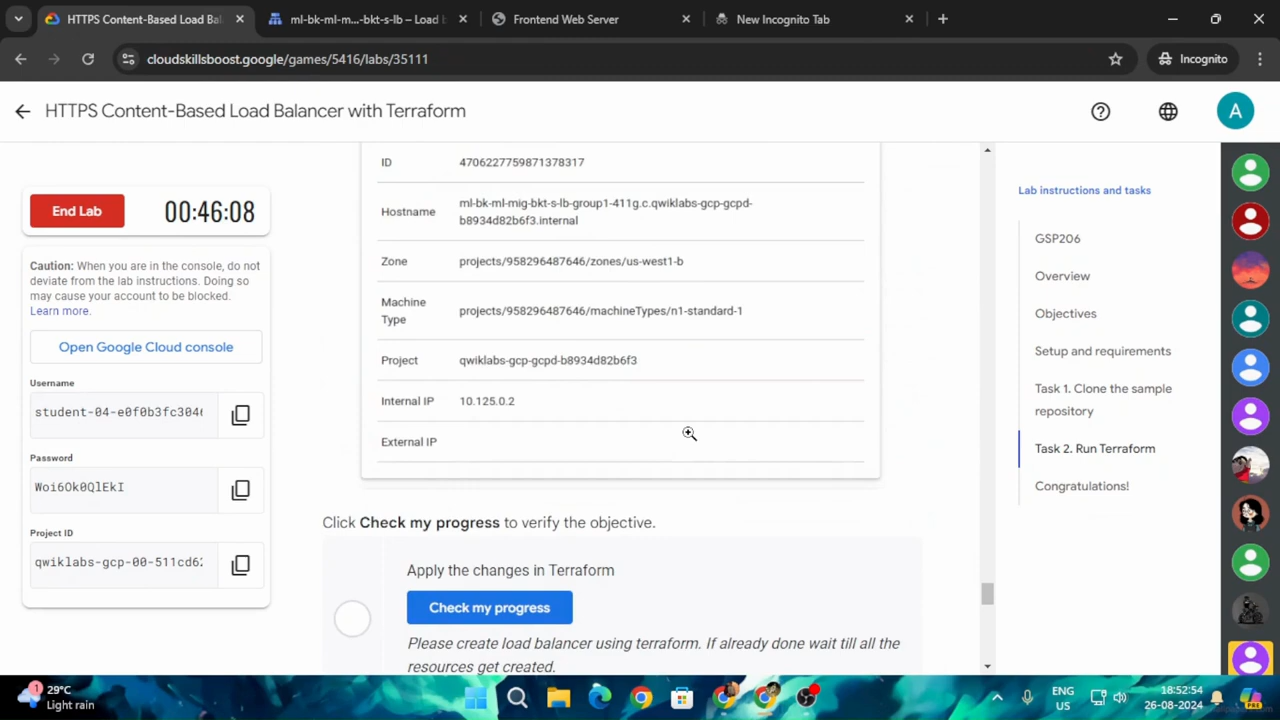 HTTPS Content-Based Load Bal
ml-bk-ml-m...-bkt-s-lb – Load b
Frontend Web Server
New Incognito Tab
cloudskillsboost.google/games/5416/labs/35111
Incognito
HTTPS Content-Based Load Balancer with Terraform
A
End Lab
00:46:08
Caution: When you are in the console, do not
deviate from the lab instructions. Doing so
may cause your account to be blocked.
Learn more.
Open Google Cloud console
Username
student-04-e0f0b3fc304
Password
Woi6Ok0QlEkI
Project ID
qwiklabs-gcp-00-511cd62
ID 4706227759871378317
Hostname ml-bk-ml-mig-bkt-s-lb-group1-411g.c.qwiklabs-gcp-gcpd-
b8934d82b6f3.internal
Zone projects/958296487646/zones/us-west1-b
Machine
Type projects/958296487646/machineTypes/n1-standard-1
Project qwiklabs-gcp-gcpd-b8934d82b6f3
Internal IP 10.125.0.2
External IP
Click Check my progress to verify the objective.
Apply the changes in Terraform
Check my progress
Please create load balancer using terraform. If already done wait till all the
resources get created.
Lab instructions and tasks
GSP206
Overview
Objectives
Setup and requirements
Task 1. Clone the sample
repository
Task 2. Run Terraform
Congratulations!
1
29°C
Light rain
ENG
US
18:52:54
26-08-2024
PRE